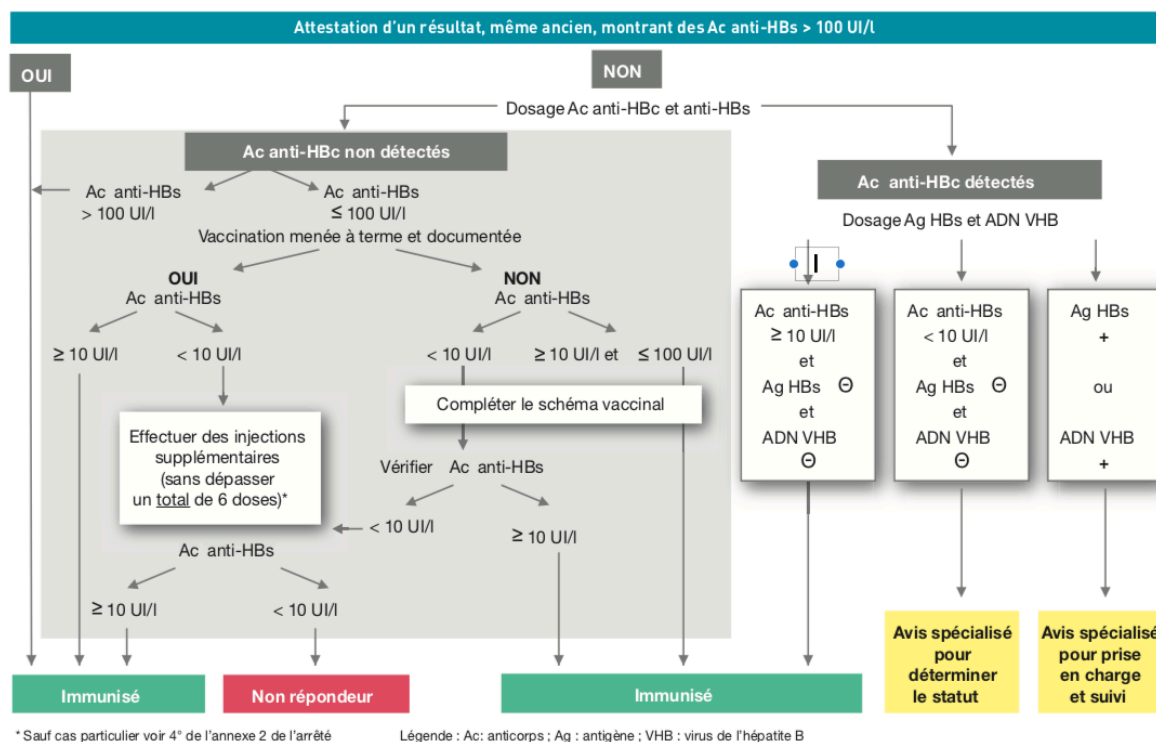 Attestation d'un résultat, même ancien, montrant des Ac anti-HBs > 100 UI/l
OUI
NON
Dosage Ac anti-HBc et anti-HBs
Ac anti-HBc non détectés
Ac anti-HBc détectés
Ac anti-HBs
> 100 UI/l
Ac anti-HBs
≤ 100 UI/l
Dosage Ag HBs et ADN VHB
Vaccination menée à terme et documentée
OUI
Ac anti-HBs
NON
Ac anti-HBs
≥ 10 UI/l
< 10 UI/l
< 10 UI/l
≥ 10 UI/l et
≤ 100 UI/l
Compléter le schéma vaccinal
Effectuer des injections
supplémentaires
(sans dépasser
un total de 6 doses)*
Vérifier Ac anti-HBs
< 10 UI/l
≥ 10 UI/l
Ac anti-HBs
≥ 10 UI/l
< 10 UI/l
I
Ac anti-HBs
≥ 10 UI/l
et
Ag HBs ⊖
et
ADN VHB
⊖
Ac anti-HBs
< 10 UI/l
et
Ag HBs ⊖
et
ADN VHB
⊖
Ag HBs
+
ou
ADN VHB
+
Immunisé
Non répondeur
Immunisé
Avis spécialisé
pour
déterminer
le statut
Avis spécialisé
pour prise
en charge
et suivi
* Sauf cas particulier voir 4° de l'annexe 2 de l'arrêté
Légende : Ac: anticorps ; Ag : antigène ; VHB : virus de l'hépatite B